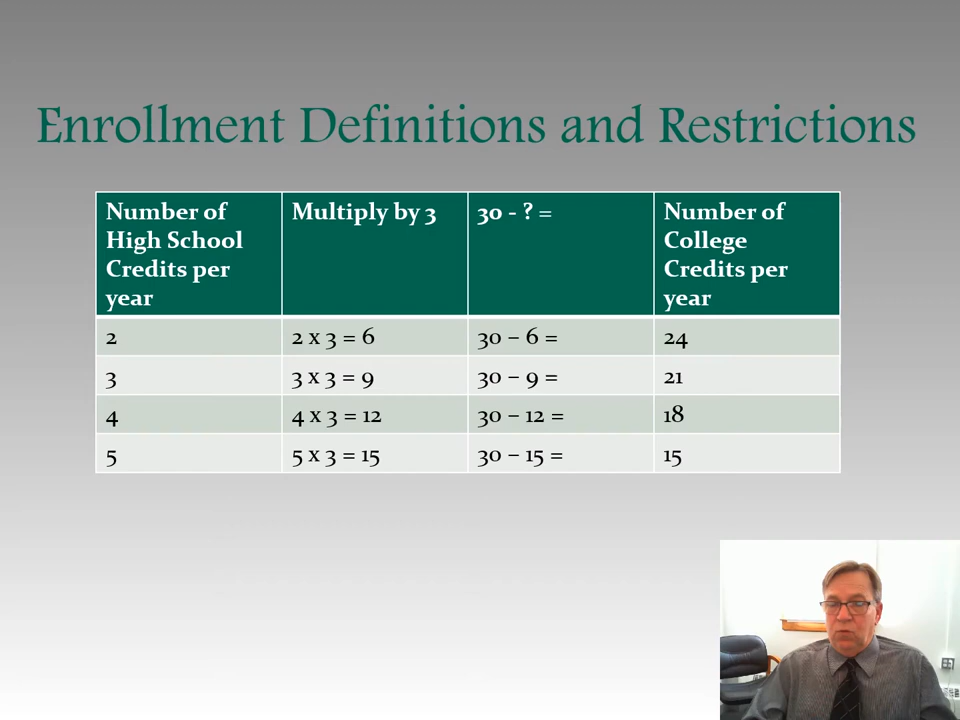 Enrollment Definitions and Restrictions
Number of High School Credits per year
Multiply by 3
30 - ? =
Number of College Credits per year
2
2 x 3 = 6
30 – 6 =
24
3
3 x 3 = 9
30 – 9 =
21
4
4 x 3 = 12
30 – 12 =
18
5
5 x 3 = 15
30 – 15 =
15